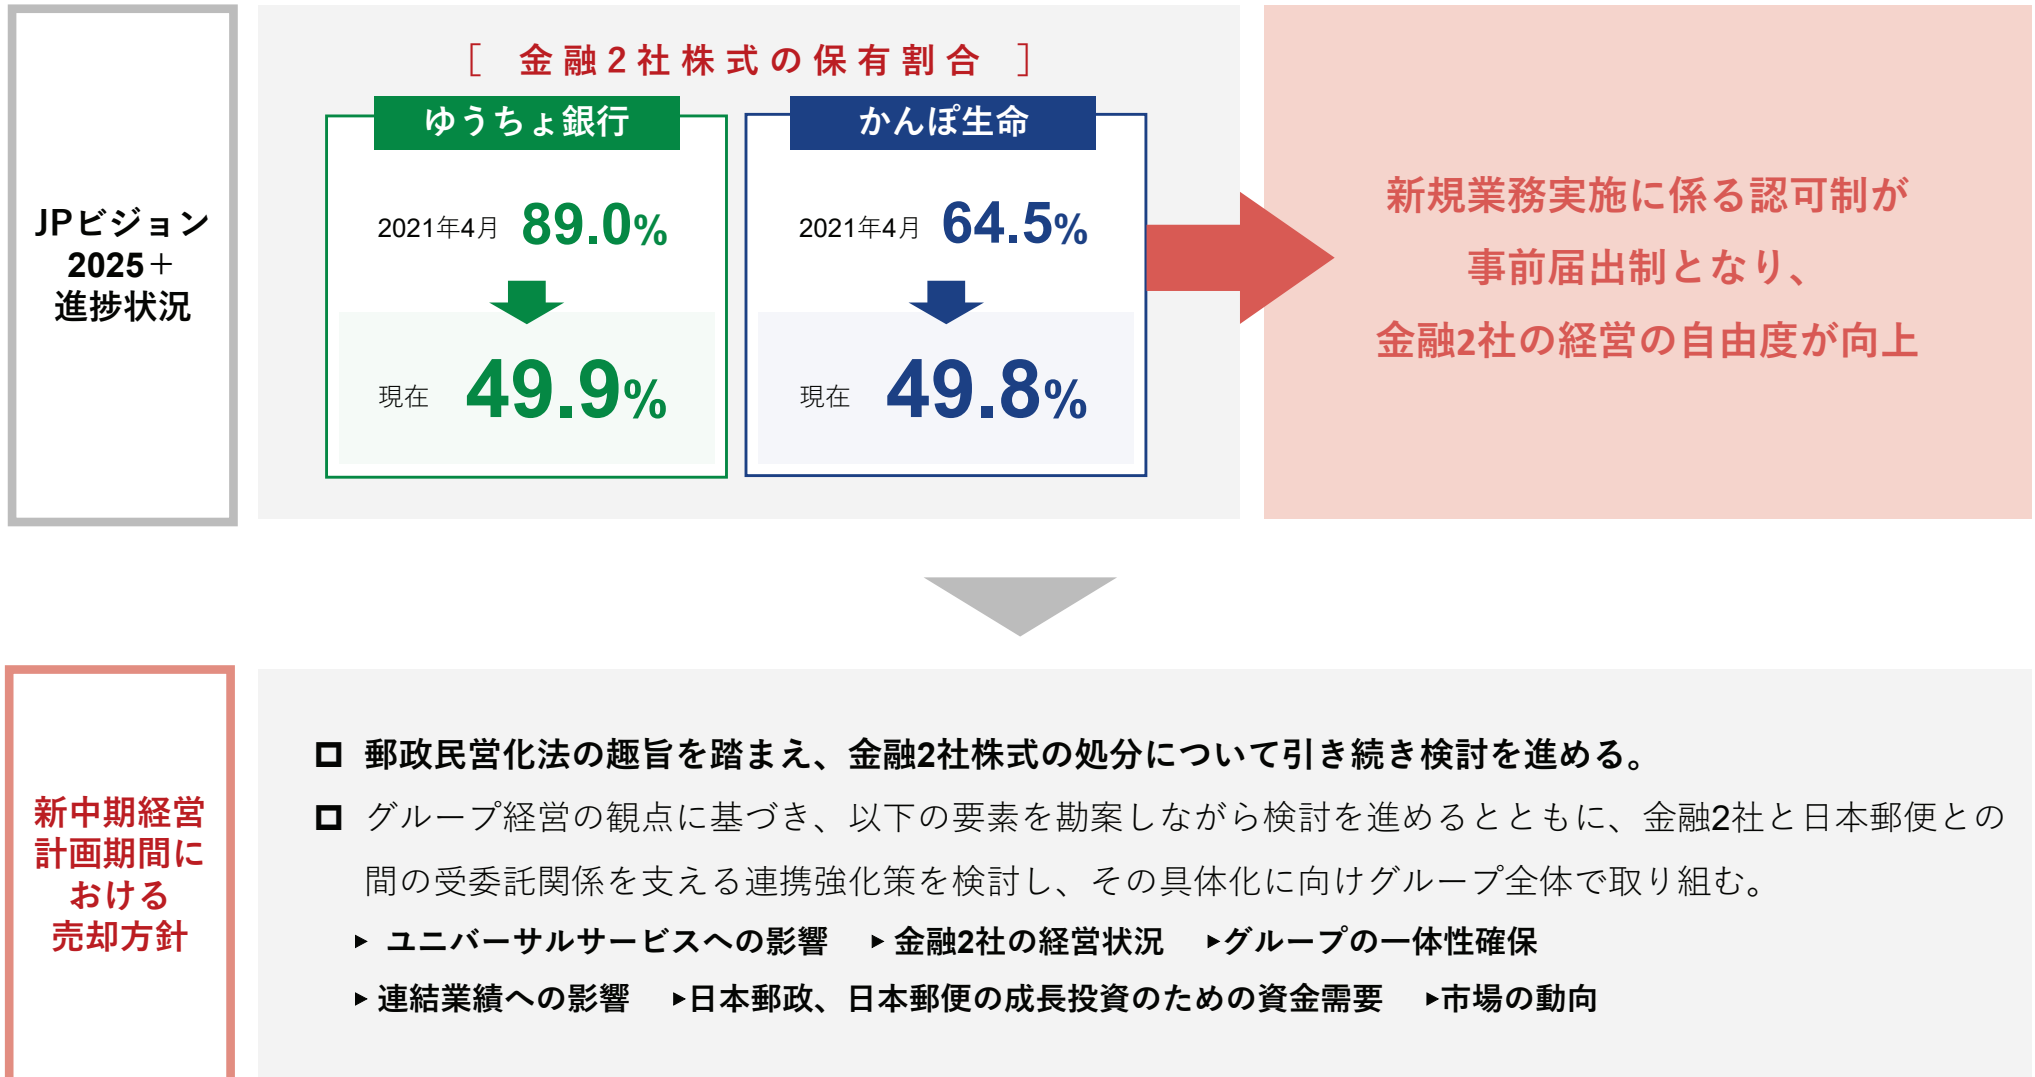 JPビジョン
2025＋
進捗状況
［ 金融2社株式の保有割合 ］
ゆうちょ銀行
2021年4月 89.0%
現在 49.9%
かんぽ生命
2021年4月 64.5%
現在 49.8%
新規業務実施に係る認可制が
事前届出制となり、
金融2社の経営の自由度が向上
新中期経営
計画期間に
おける
売却方針
郵政民営化法の趣旨を踏まえ、金融2社株式の処分について引き続き検討を進める。
グループ経営の観点に基づき、以下の要素を勘案しながら検討を進めるとともに、金融2社と日本郵便との
間の受委託関係を支える連携強化策を検討し、その具体化に向けグループ全体で取り組む。
▸ ユニバーサルサービスへの影響 ▸ 金融2社の経営状況 ▸グループの一体性確保
▸ 連結業績への影響 ▸日本郵政、日本郵便の成長投資のための資金需要 ▸市場の動向